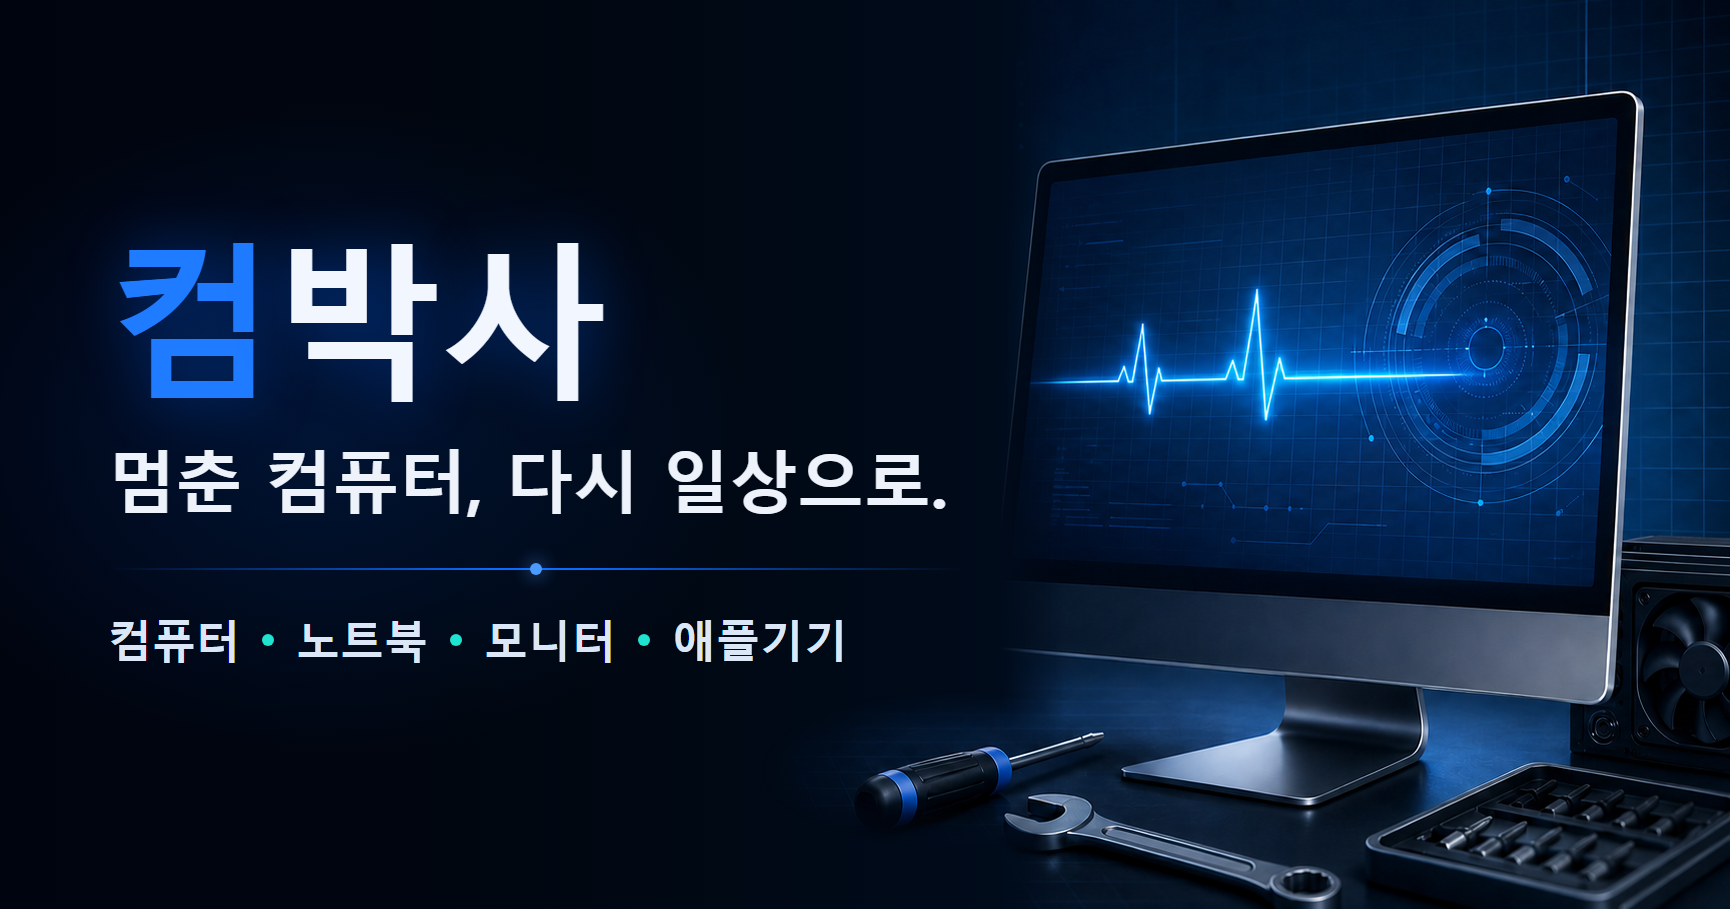 컴박사
멈춘 컴퓨터, 다시 일상으로.
컴퓨터 • 노트북 • 모니터 • 애플기기